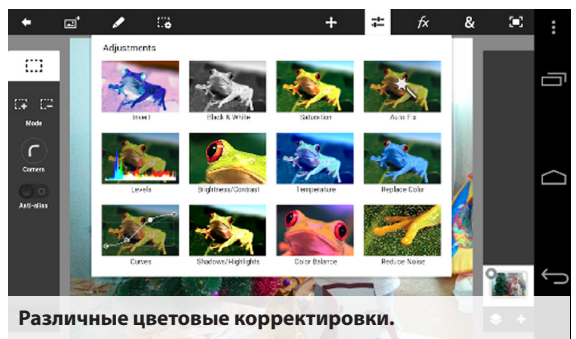 fx
&
Adjustments
Invert
Black & White
Saturation
Auto Fix
Mode
Levels
Brightness/Contrast
Temperature
Replace Color
Corners
Anti-alias
Curves
Shadows/Highlights
Color Balance
Reduce Noise
Различные цветовые корректировки.